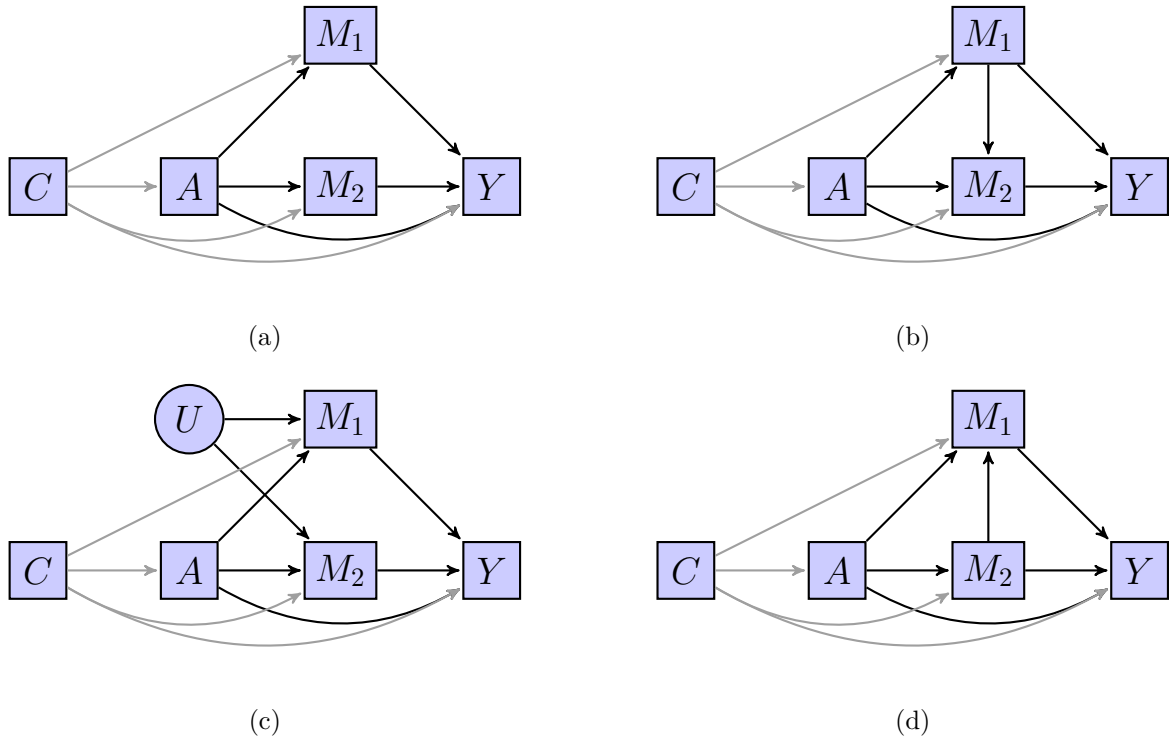 M₁ M₁
C A M₂ Y C A M₂ Y
(a) (b)
U M₁ M₁
C A M₂ Y C A M₂ Y
(c) (d)